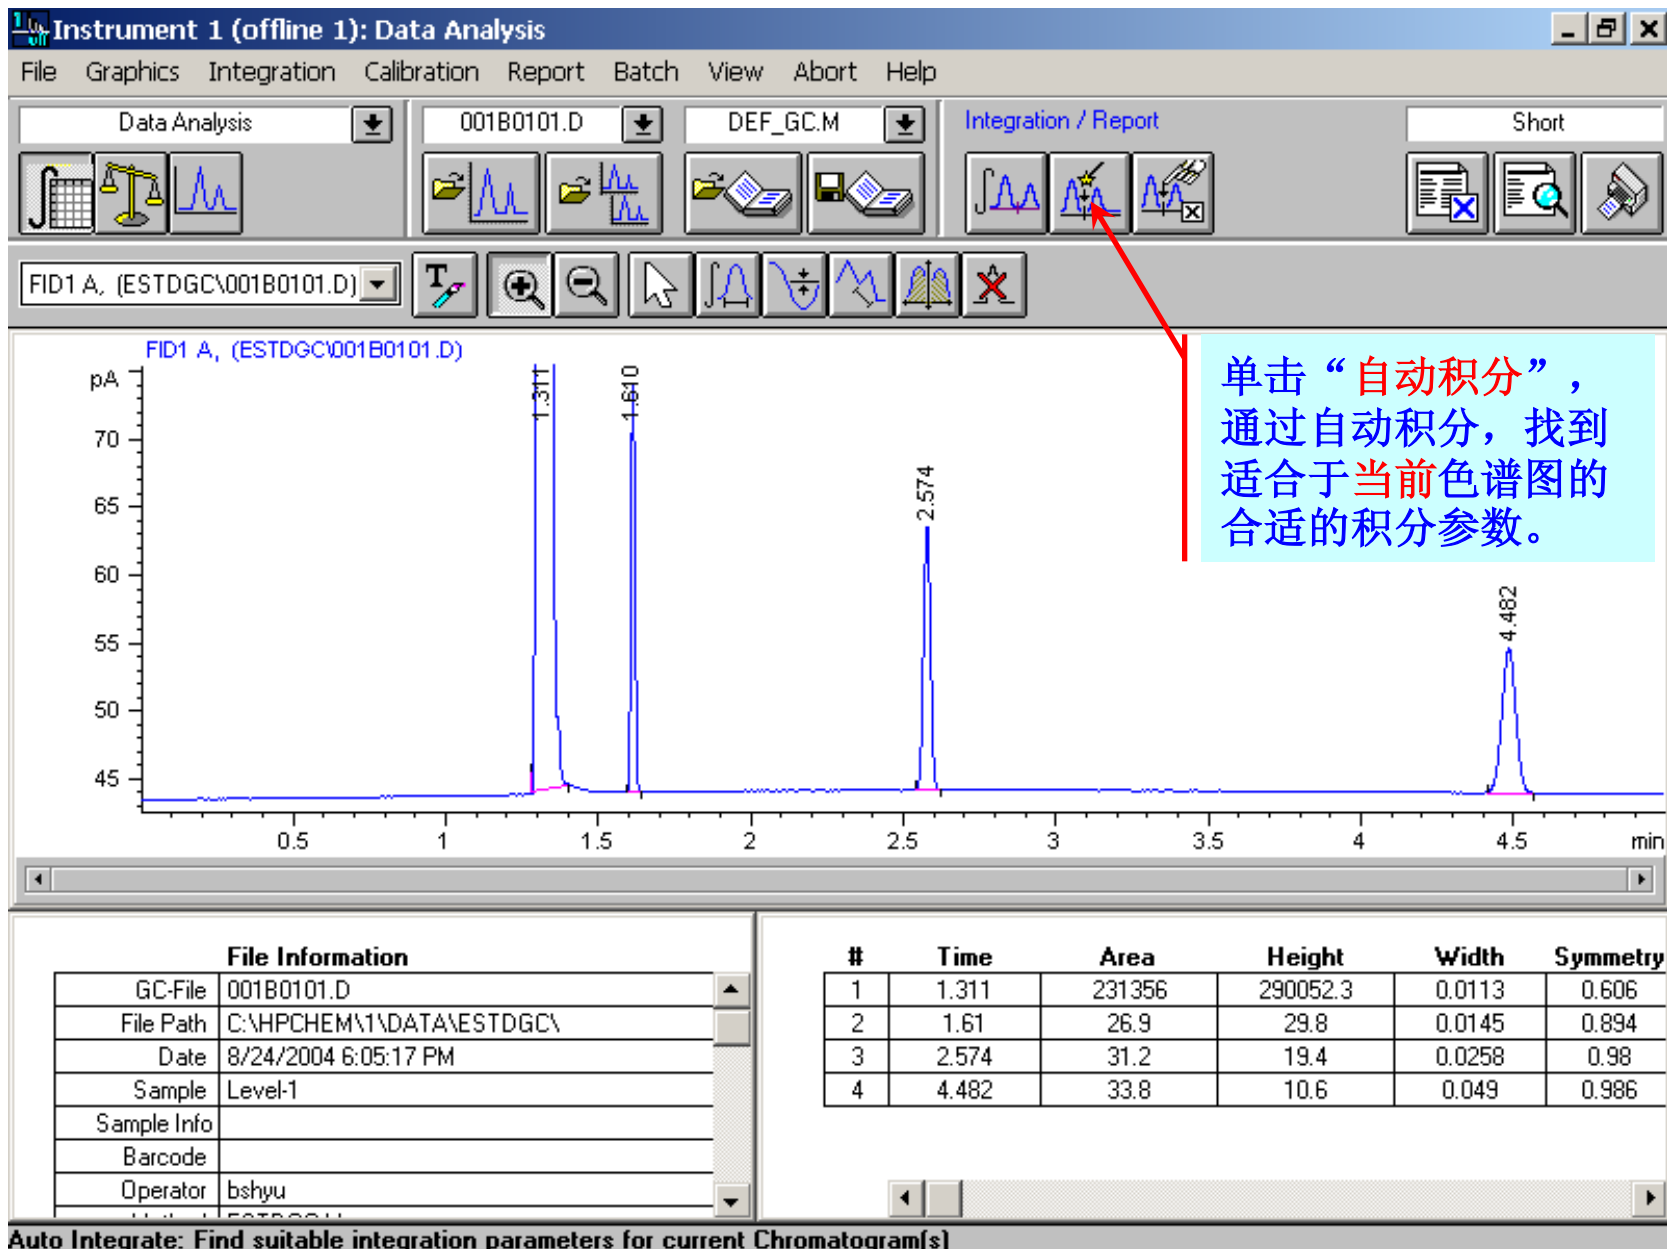 Instrument 1 (offline 1): Data Analysis
File Graphics Integration Calibration Report Batch View Abort Help
Data Analysis 001B0101.D DEF_GC.M Integration / Report Short
FID1 A, (ESTDGC\001B0101.D)
FID1 A, (ESTDGC\001B0101.D)
pA
70
65
60
55
50
45
1.311
1.610
2.574
4.482
0.5 1 1.5 2 2.5 3 3.5 4 4.5 min
单击“自动积分”，
通过自动积分，找到
适合于当前色谱图的
合适的积分参数。
File Information
GC-File 001B0101.D
File Path C:\HPCHEM\1\DATA\ESTDGC\
Date 8/24/2004 6:05:17 PM
Sample Level-1
Sample Info
Barcode
Operator bshyu
# Time Area Height Width Symmetry
1 1.311 231356 290052.3 0.0113 0.606
2 1.61 26.9 29.8 0.0145 0.894
3 2.574 31.2 19.4 0.0258 0.98
4 4.482 33.8 10.6 0.049 0.986
Auto Integrate: Find suitable integration parameters for current Chromatogram(s)